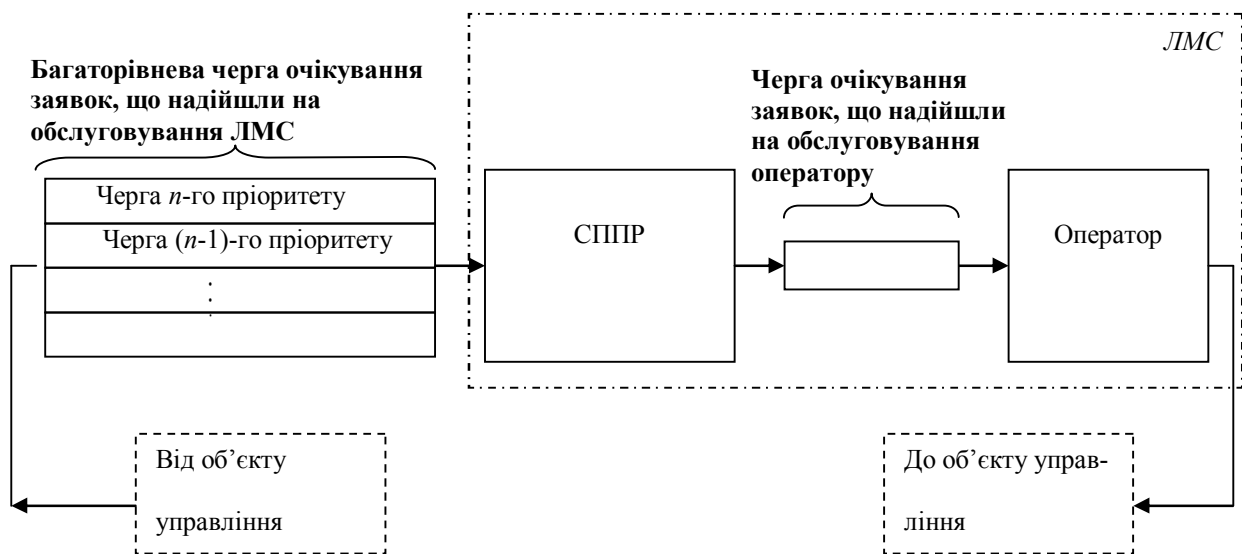 ЛМС
Багаторівнева черга очікування
заявок, що надійшли на
обслуговування ЛМС
Черга очікування
заявок, що надійшли
на обслуговування
оператору
Черга n-го пріоритету
Черга (n-1)-го пріоритету
⋮
СППР
Оператор
Від об’єкту
управління
До об’єкту управ-
ління